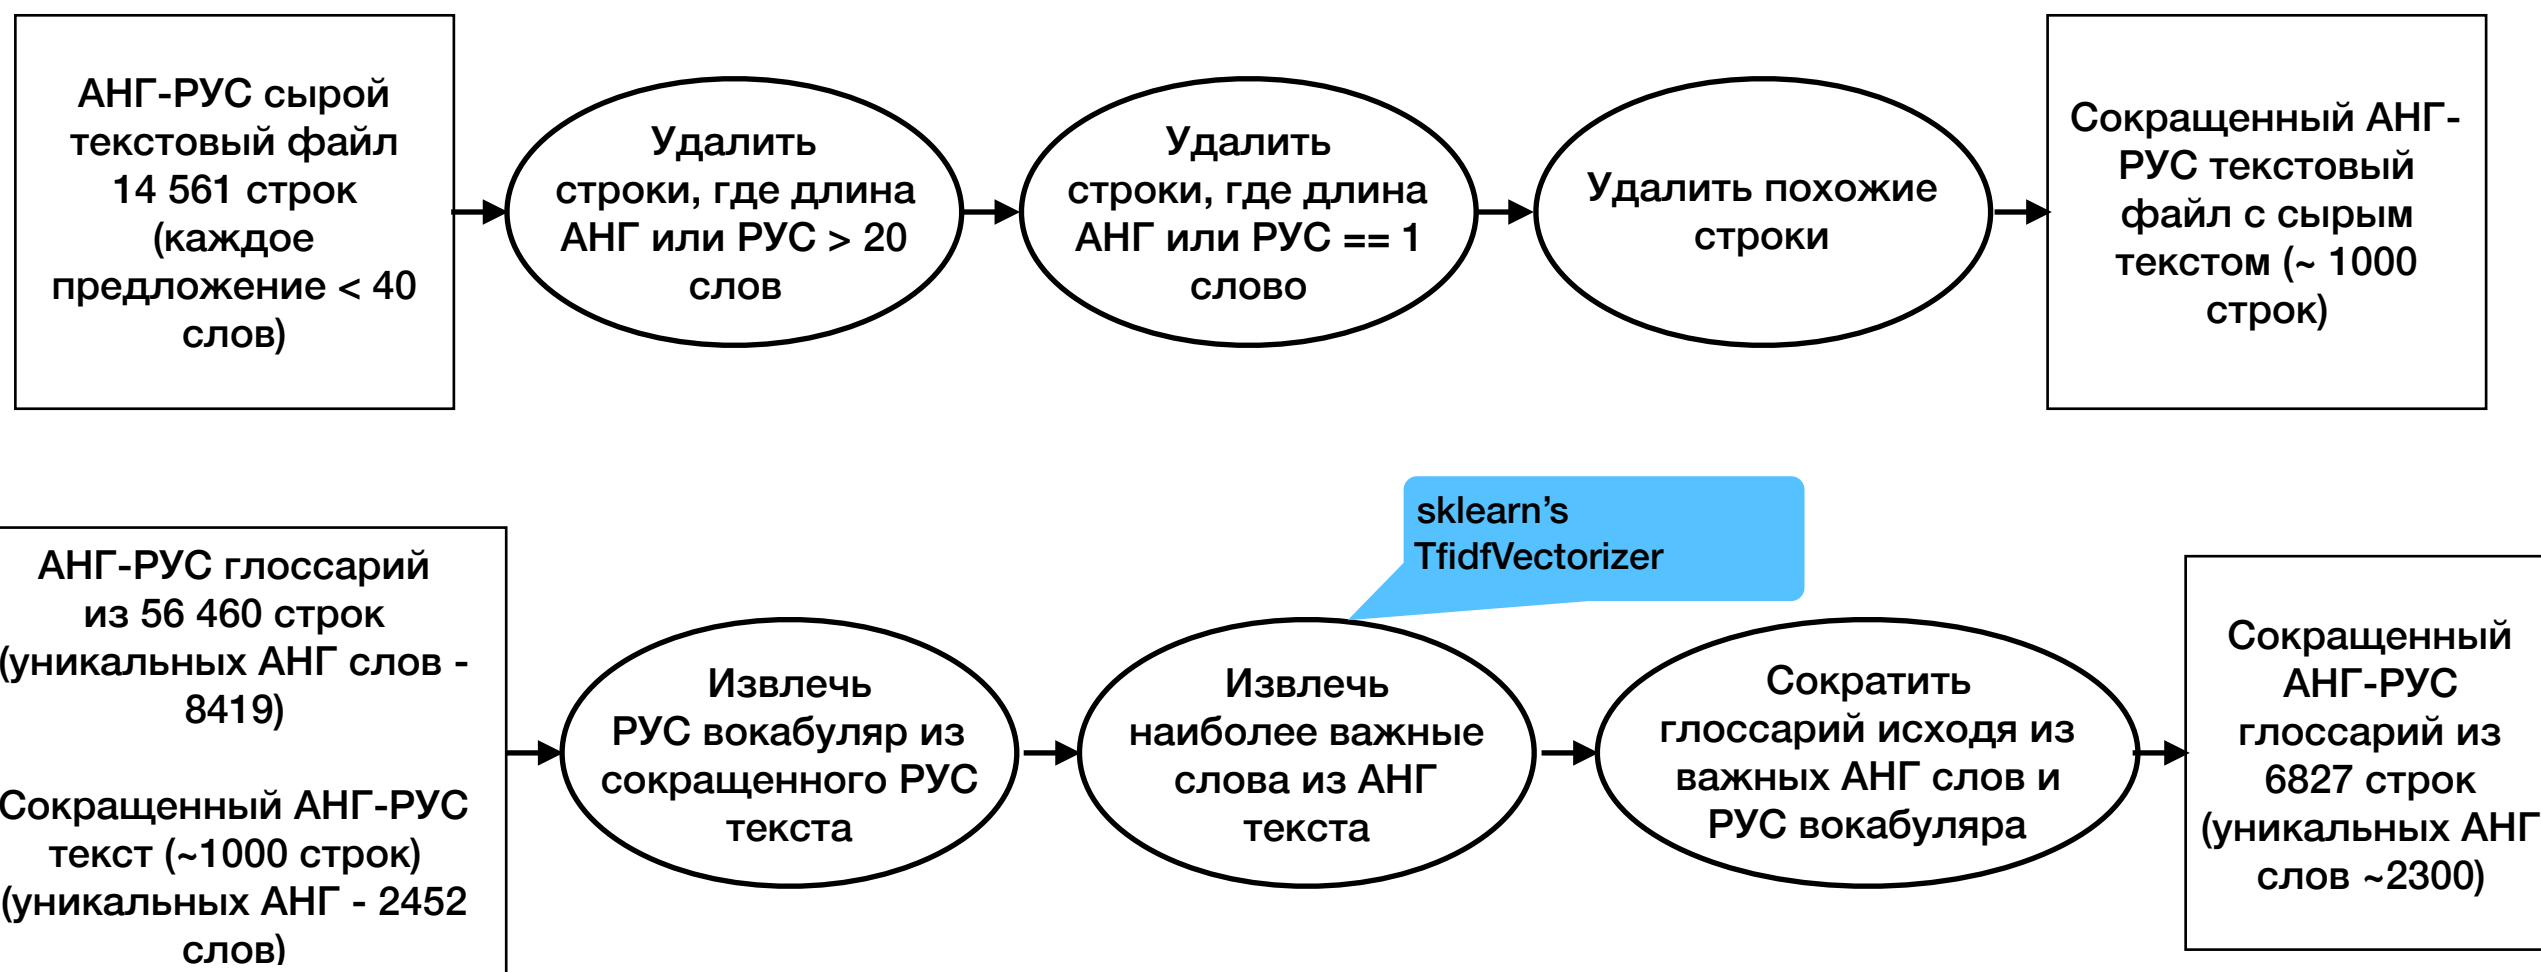 АНГ-РУС сырой
текстовый файл
14 561 строк
(каждое
предложение < 40
слов)
Удалить
строки, где длина
АНГ или РУС > 20
слов
Удалить
строки, где длина
АНГ или РУС == 1
слово
Удалить похожие
строки
Сокращенный АНГ-
РУС текстовый
файл с сырым
текстом (~ 1000
строк)
sklearn’s
TfidfVectorizer
АНГ-РУС глоссарий
из 56 460 строк
(уникальных АНГ слов -
8419)
Сокращенный АНГ-РУС
текст (~1000 строк)
(уникальных АНГ - 2452
слов)
Извлечь
РУС вокабуляр из
сокращенного РУС
текста
Извлечь
наиболее важные
слова из АНГ
текста
Сократить
глоссарий исходя из
важных АНГ слов и
РУС вокабуляра
Сокращенный
АНГ-РУС
глоссарий из
6827 строк
(уникальных АНГ
слов ~2300)